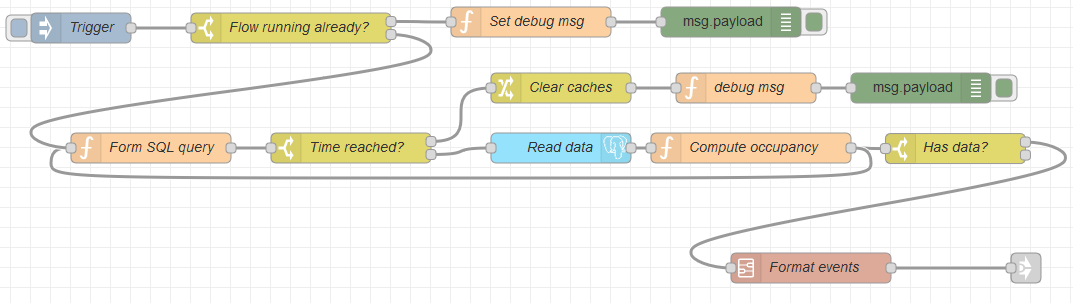 Trigger
Flow running already?
Set debug msg
msg.payload
Clear caches
debug msg
msg.payload
Form SQL query
Time reached?
Read data
Compute occupancy
Has data?
Format events